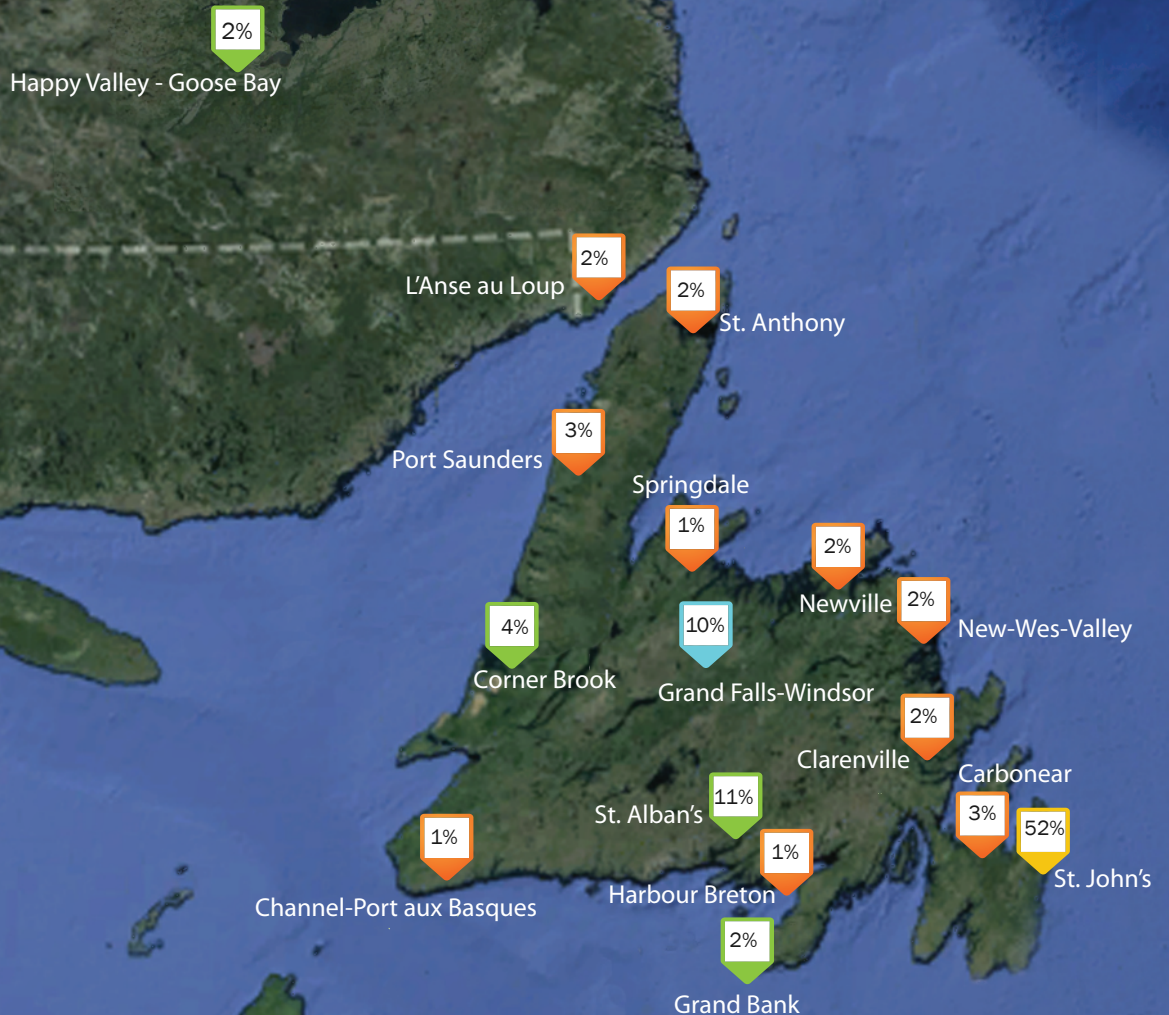 2%
Happy Valley - Goose Bay
2%
L'Anse au Loup
2%
St. Anthony
3%
Port Saunders
Springdale
1%
2%
Newville
2%
New-Wes-Valley
4%
Corner Brook
10%
Grand Falls-Windsor
2%
Clarenville
Carbonear
3%
52%
St. John's
11%
St. Alban's
1%
Harbour Breton
1%
Channel-Port aux Basques
2%
Grand Bank